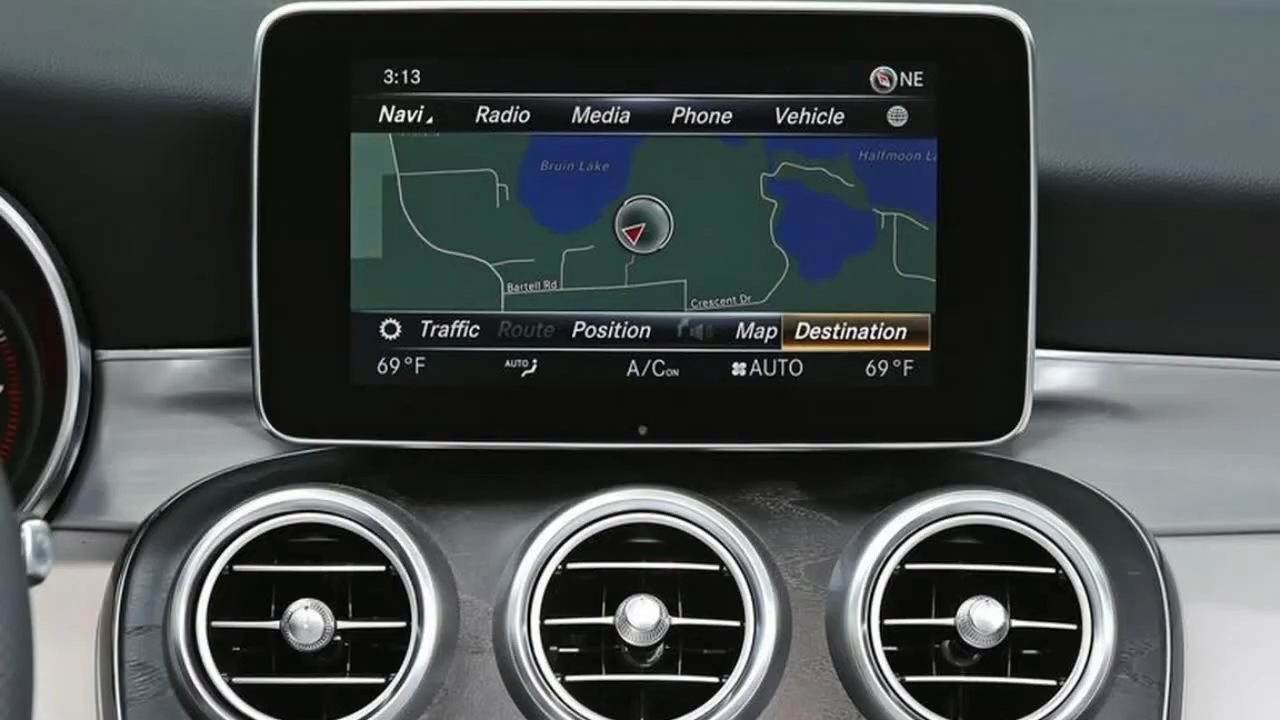 3:13 NE
Navi Radio Media Phone Vehicle
Bruin Lake
Halfmoon La
Bartell Rd
Crescent Dr
Traffic Route Position Map Destination
69°F AUTO A/C ON AUTO 69°F